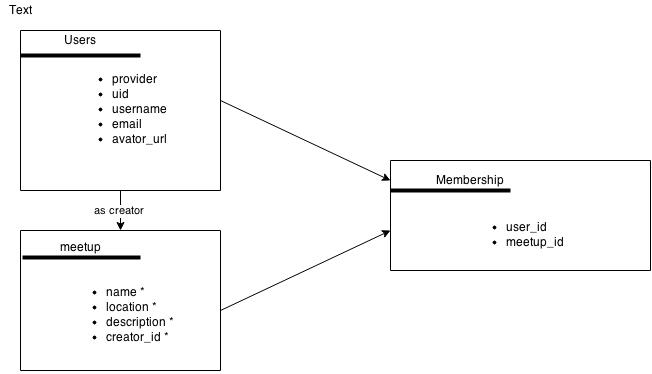 Text
Users
provider
uid
username
email
avator_url
as creator
meetup
name *
location *
description *
creator_id *
Membership
user_id
meetup_id